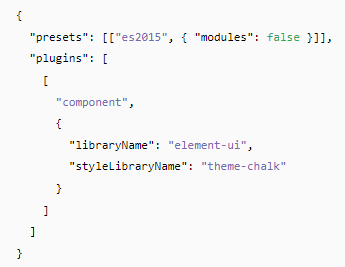 {
  "presets": [["es2015", { "modules": false }]],
  "plugins": [
    [
      "component",
      {
        "libraryName": "element-ui",
        "styleLibraryName": "theme-chalk"
      }
    ]
  ]
}